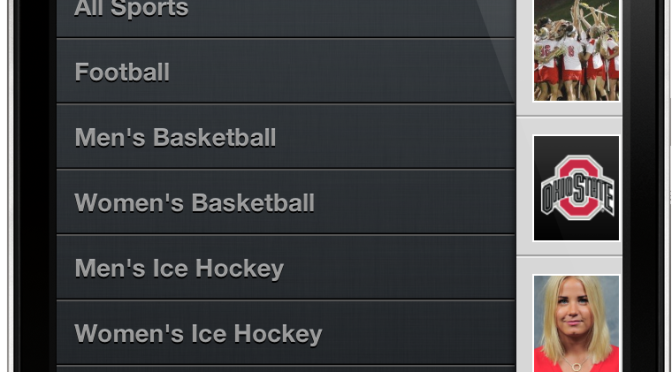 All Sports
Football
Men's Basketball
OHIO STATE
Women's Basketball
Men's Ice Hockey
Women's Ice Hockey